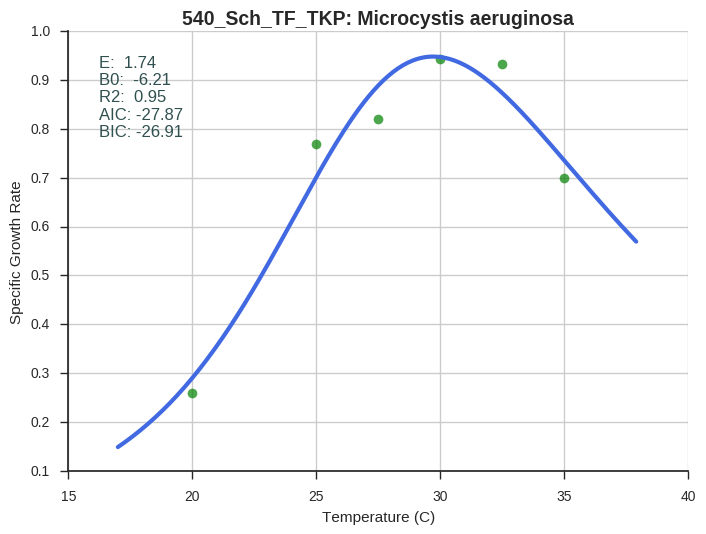 540_Sch_TF_TKP: Microcystis aeruginosa
E:  1.74
B0:  -6.21
R2:  0.95
AIC: -27.87
BIC: -26.91
Specific Growth Rate
1.0
0.9
0.8
0.7
0.6
0.5
0.4
0.3
0.2
0.1
15 20 25 30 35 40
Temperature (C)